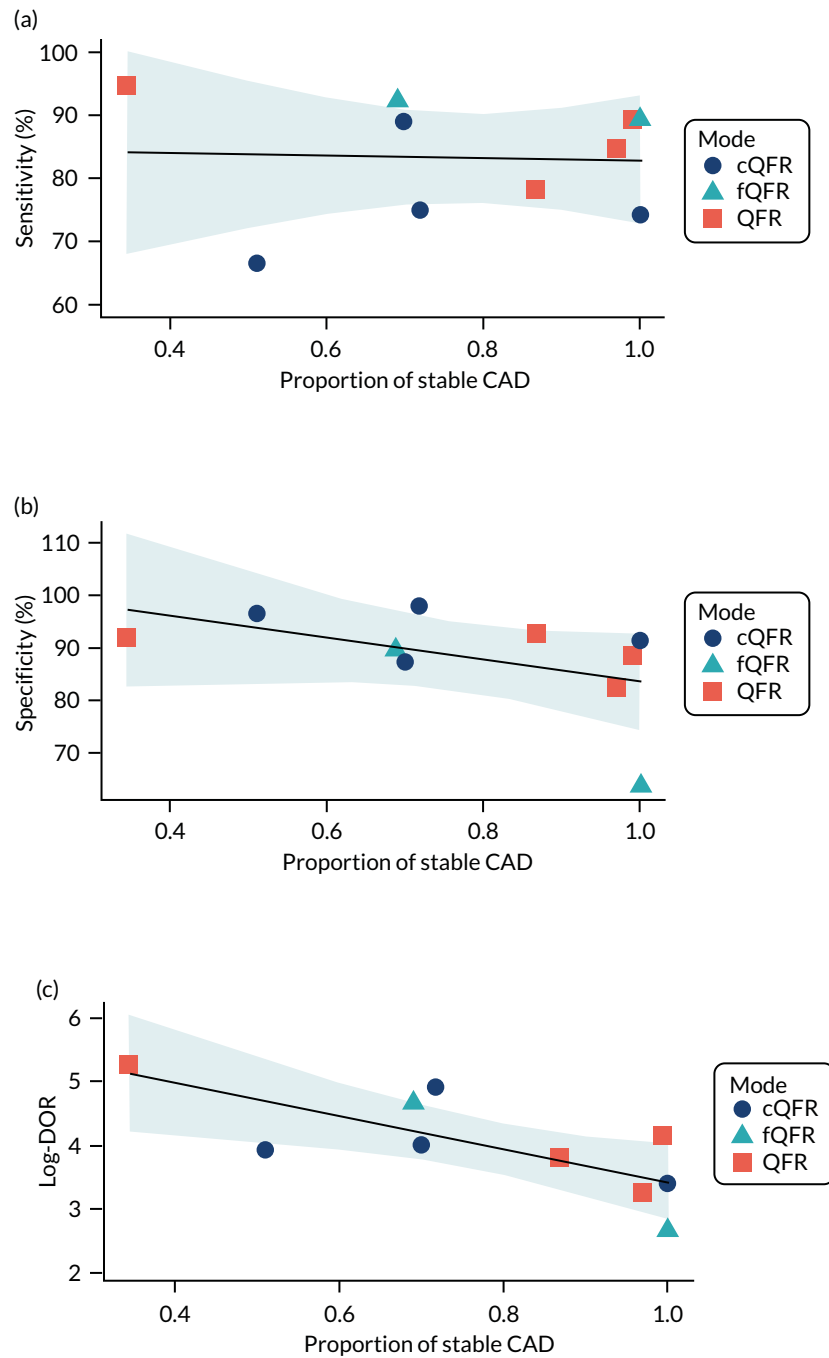 (a)
100
90
80
70
60
Sensitivity (%)
0.4 0.6 0.8 1.0
Proportion of stable CAD
Mode
cQFR
fQFR
QFR
(b)
110
100
90
80
70
Specificity (%)
0.4 0.6 0.8 1.0
Proportion of stable CAD
Mode
cQFR
fQFR
QFR
(c)
6
5
4
3
2
Log-DOR
0.4 0.6 0.8 1.0
Proportion of stable CAD
Mode
cQFR
fQFR
QFR